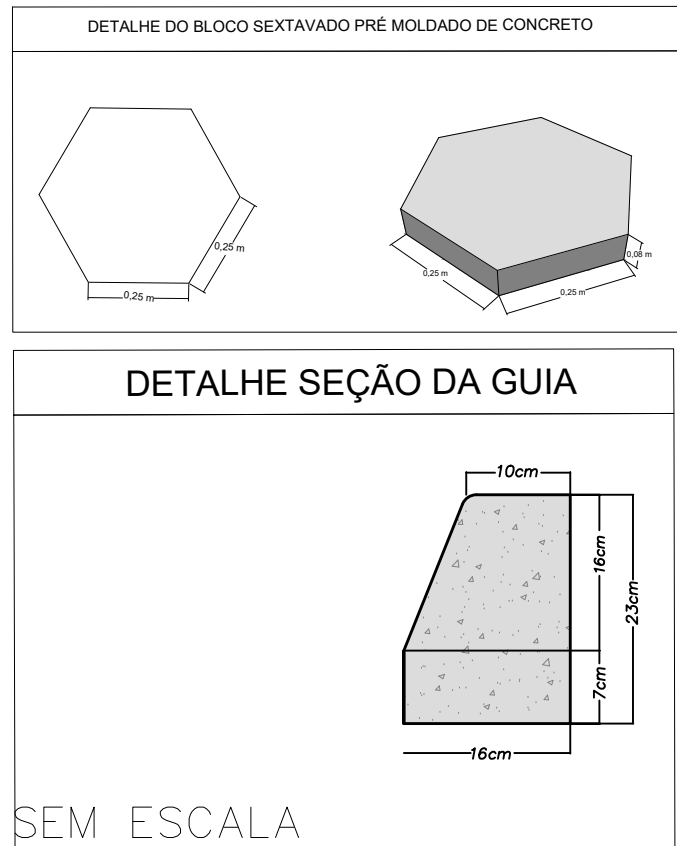 DETALHE DO BLOCO SEXTAVADO PRÉ MOLDADO DE CONCRETO
0,25 m
0,25 m
0,25 m
0,25 m
0,08 m
DETALHE SEÇÃO DA GUIA
10cm
16cm
23cm
7cm
16cm
SEM ESCALA